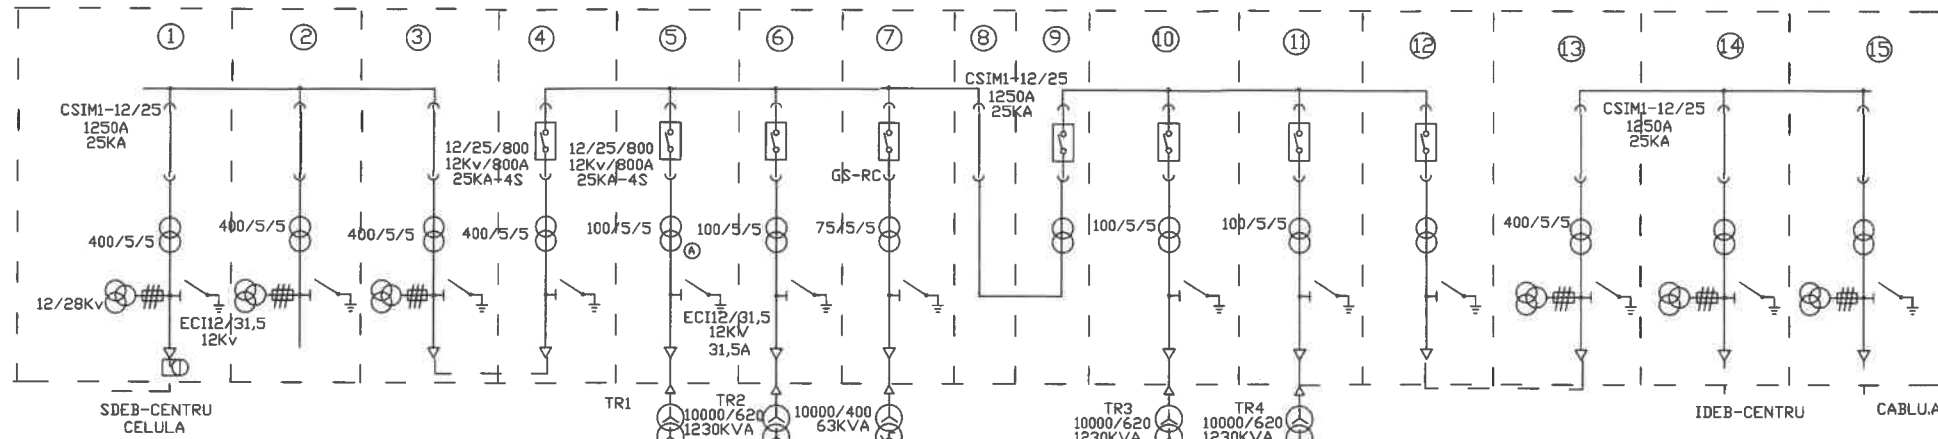 1 2 3 4 5 6 7 8 9 10 11 12 13 14 15
CSIM1-12/25
1250A
25KA
12/25/800
12Kv/800A
25KA-4S
12/25/800
12Kv/800A
25KA-4S
GS-RC
CSIM1-12/25
1250A
25KA
CSIM1-12/25
1250A
25KA
400/5/5
400/5/5
400/5/5
400/5/5
100/5/5
A
100/5/5
75/5/5
100/5/5
100/5/5
400/5/5
12/28Kv
ECI12/31,5
12Kv
ECI12/31,5
12KV
31,5A
SDEB-CENTRU
CELULA
TR1
TR2
10000/620
1230KVA
10000/400
63KVA
TR3
10000/620
1230KVA
TR4
10000/620
1230KVA
IDEB-CENTRU
CABLU.A